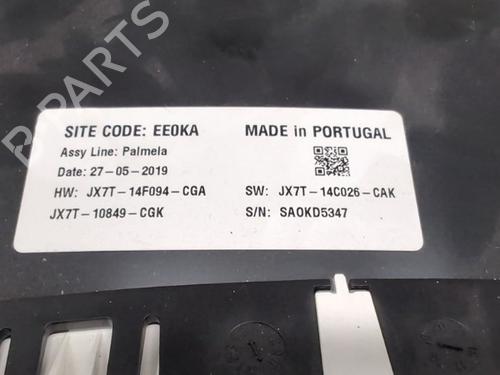 SITE CODE: EE0KA
MADE in PORTUGAL
Assy Line: Palmela
Date: 27-05-2019
HW: JX7T-14F094-CGA
SW: JX7T-14C026-CAK
JX7T-10849-CGK
S/N: SA0KD5347
B-PARTS